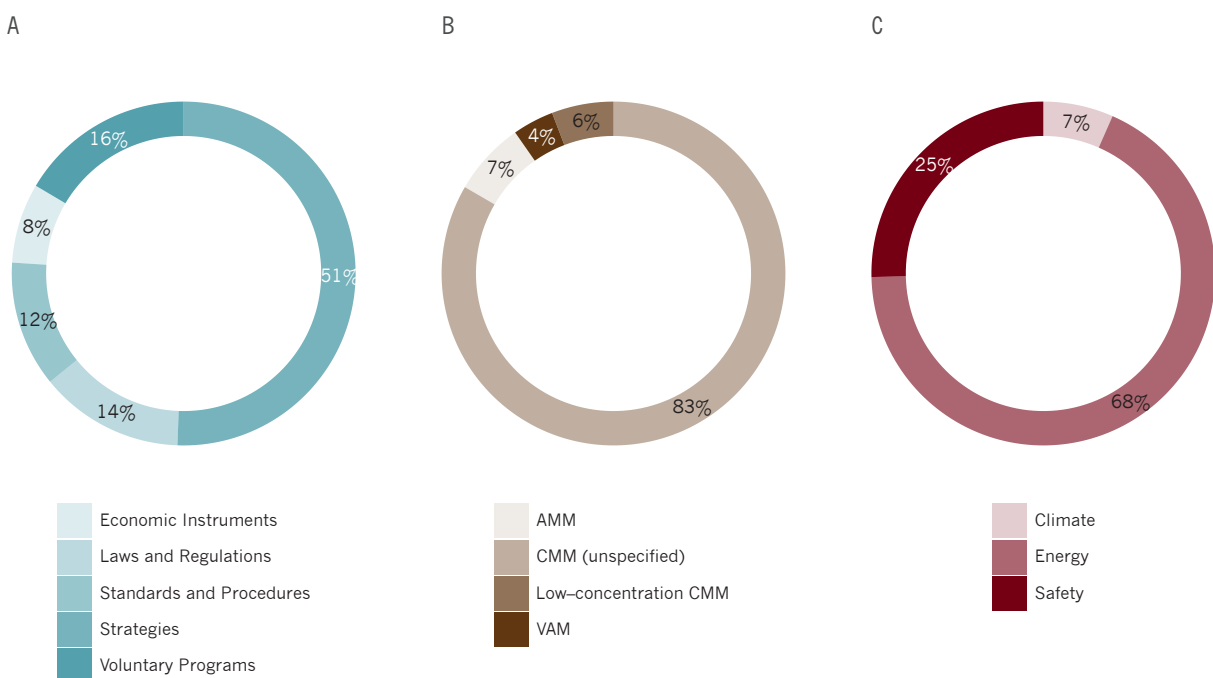 A
B
C
16%
8%
12%
14%
51%
7%
4%
6%
83%
25%
7%
68%
Economic Instruments
Laws and Regulations
Standards and Procedures
Strategies
Voluntary Programs
AMM
CMM (unspecified)
Low–concentration CMM
VAM
Climate
Energy
Safety